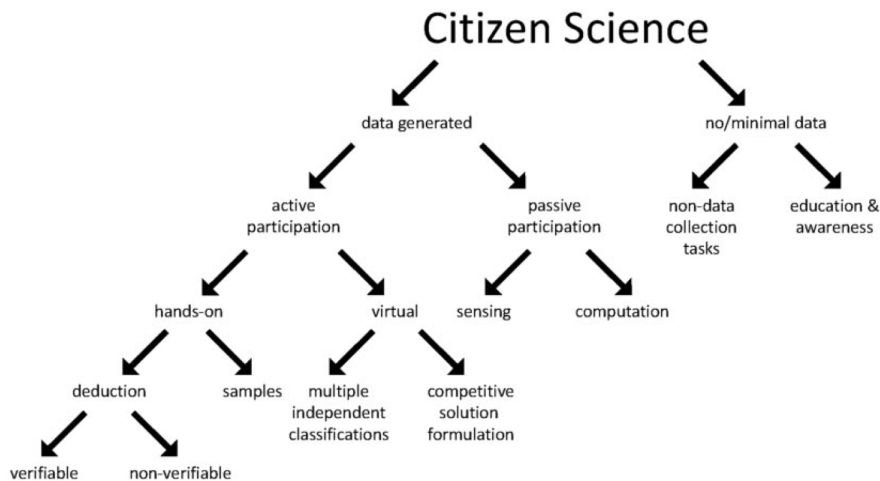 Citizen Science
data generated
no/minimal data
active
participation
passive
participation
non-data
collection
tasks
education &
awareness
hands-on
virtual
sensing
computation
deduction
samples
multiple
independent
classifications
competitive
solution
formulation
verifiable
non-verifiable